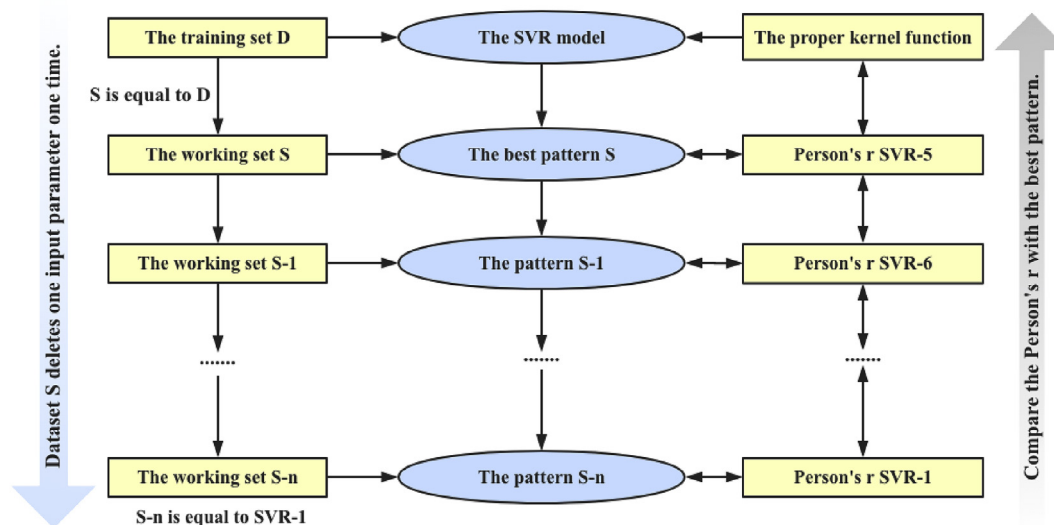 Dataset S deletes one input parameter one time.
The training set D
The SVR model
The proper kernel function
S is equal to D
The working set S
The best pattern S
Person's r SVR-5
The working set S-1
The pattern S-1
Person's r SVR-6
.......
.......
.......
The working set S-n
The pattern S-n
Person's r SVR-1
S-n is equal to SVR-1
Compare the Person's r with the best pattern.